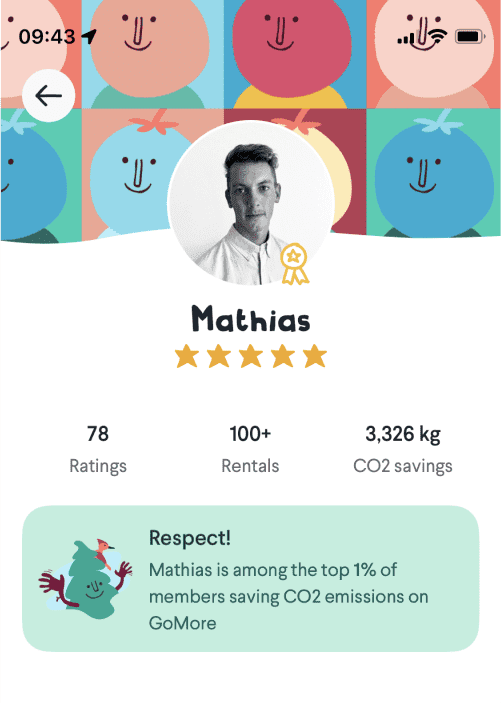 09:43
Mathias
78
100+
3,326 kg
Ratings
Rentals
CO2 savings
Respect!
Mathias is among the top 1% of
members saving CO2 emissions on
GoMore